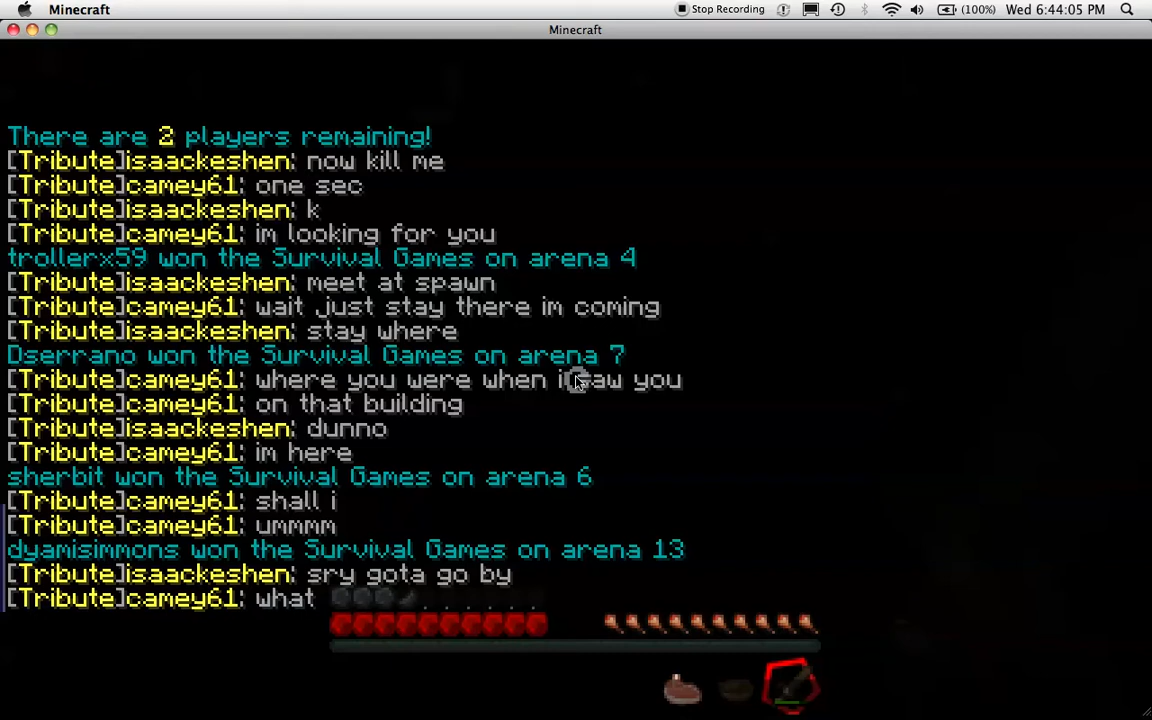 Minecraft
Stop Recording
(100%)
Wed 6:44:05 PM
Minecraft
There are 2 players remaining!
[Tribute]isaackeshen: now kill me
[Tribute]camey61: one sec
[Tribute]isaackeshen: k
[Tribute]camey61: im looking for you
trollerx59 won the Survival Games on arena 4
[Tribute]isaackeshen: meet at spawn
[Tribute]camey61: wait just stay there im coming
[Tribute]isaackeshen: stay where
Dserrano won the Survival Games on arena 7
[Tribute]camey61: where you were when i saw you
[Tribute]camey61: on that building
[Tribute]isaackeshen: dunno
[Tribute]camey61: im here
sherbit won the Survival Games on arena 6
[Tribute]camey61: shall i
[Tribute]camey61: ummmm
dyamisimmons won the Survival Games on arena 13
[Tribute]isaackeshen: sry gota go by
[Tribute]camey61: what